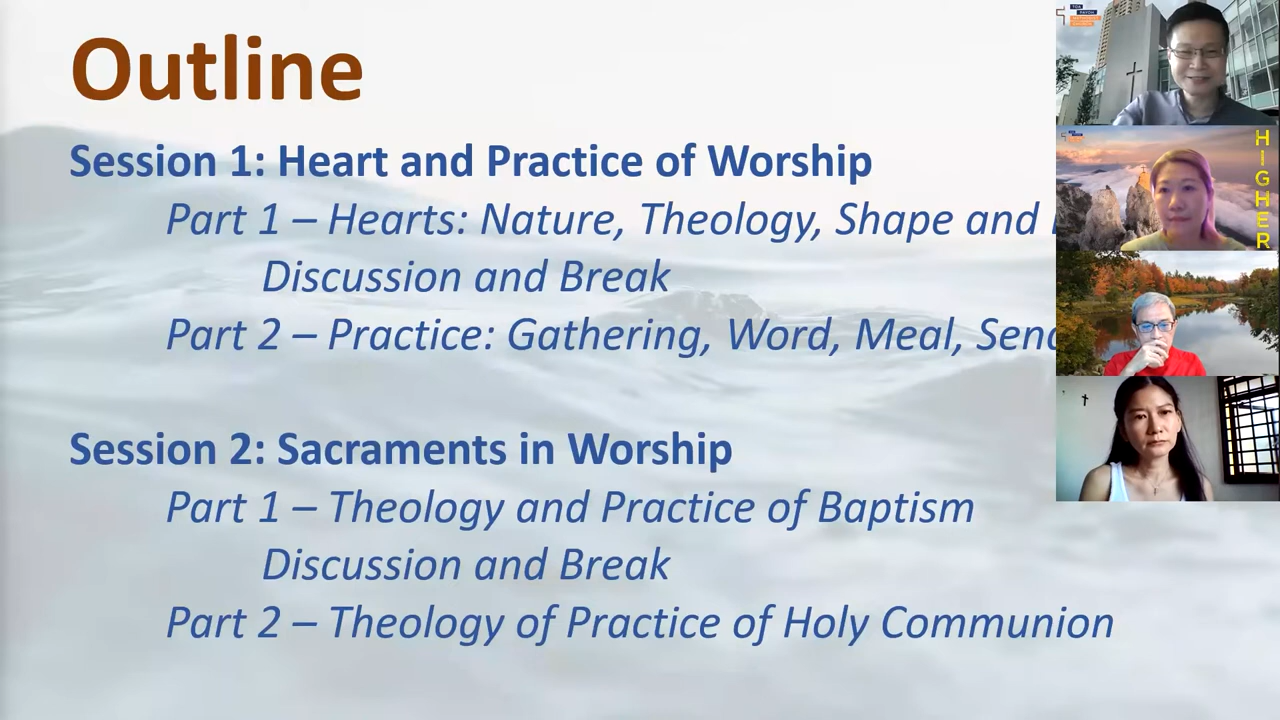 Outline
Session 1: Heart and Practice of Worship
Part 1 – Hearts: Nature, Theology, Shape and
Discussion and Break
Part 2 – Practice: Gathering, Word, Meal,
Session 2: Sacraments in Worship
Part 1 – Theology and Practice of Baptism
Discussion and Break
Part 2 – Theology of Practice of Holy Communion
TOA
PAYOH
HIGHER